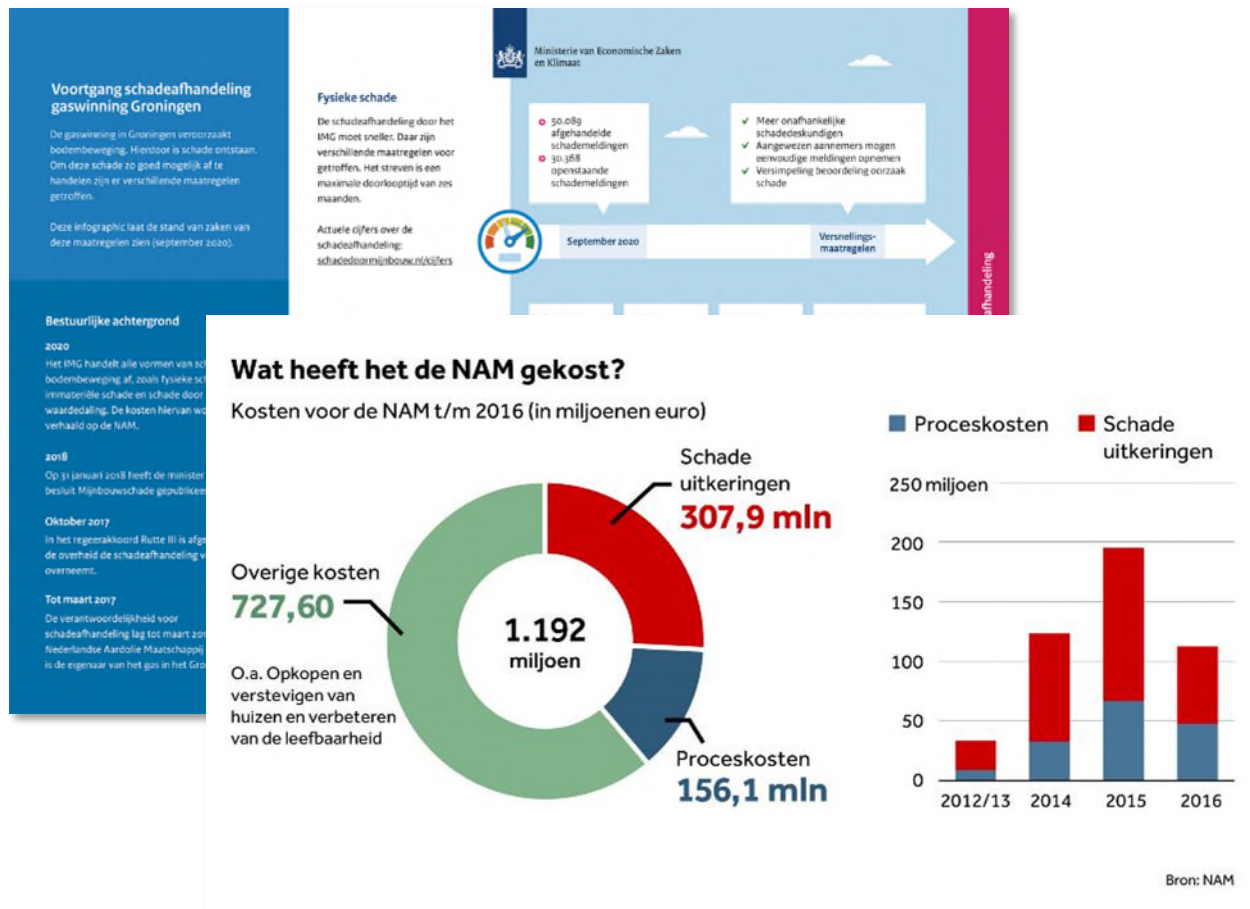 Voortgang schadeafhandeling
gaswinning Groningen
De gaswinning in Groningen veroorzaakt
bodembeweging. Hierdoor is schade ontstaan.
Om deze schade zo goed mogelijk af te
handelen zijn er verschillende maatregelen
getroffen.
Deze infographic laat de stand van zaken van
deze maatregelen zien (september 2020).
Bestuurlijke achtergrond
2020
Het IMG handelt alle vormen van
bodembeweging af, zoals fysieke
immateriële schade en schade door
waardedaling. De kosten hiervan
verhaald op de NAM.
2018
Op 31 januari 2018 heeft de minister
besluit Mijnbouwschade
Oktober 2017
In het regeerakkoord Rutte III is
de overheid de schadeafhandeling
overneemt.
Tot maart 2017
De verantwoordelijkheid voor
schadeafhandeling lag tot maart
Nederlandse Aardolie Maatschappij
is de eigenaar van het gas in het
Fysieke schade
De schadeafhandeling door het
IMG moet sneller. Daar zijn
verschillende maatregelen voor
getroffen. Het streven is een
maximale doorlooptijd van zes
maanden.
Actuele cijfers over de
schadeafhandeling:
schadedoormijnbouw.nl/cijfers
Ministerie van Economische Zaken
en Klimaat
50.089
afgehandelde
schademeldingen
30.368
openstaande
schademeldingen
Meer onafhankelijke
schadedeskundigen
Aangewezen aannemers mogen
eenvoudige meldingen opnemen
Versimpeling beoordeling oorzaak
schade
September 2020
Versnellings-
maatregelen
afhandeling
Wat heeft het de NAM gekost?
Kosten voor de NAM t/m 2016 (in miljoenen euro)
Schade
uitkeringen
307,9 mln
Overige kosten
727,60
1.192
miljoen
O.a. Opkopen en
verstevigen van
huizen en verbeteren
van de leefbaarheid
Proceskosten
156,1 mln
Proceskosten
Schade
uitkeringen
250 miljoen
200
150
100
50
0
2012/13 2014 2015 2016
Bron: NAM